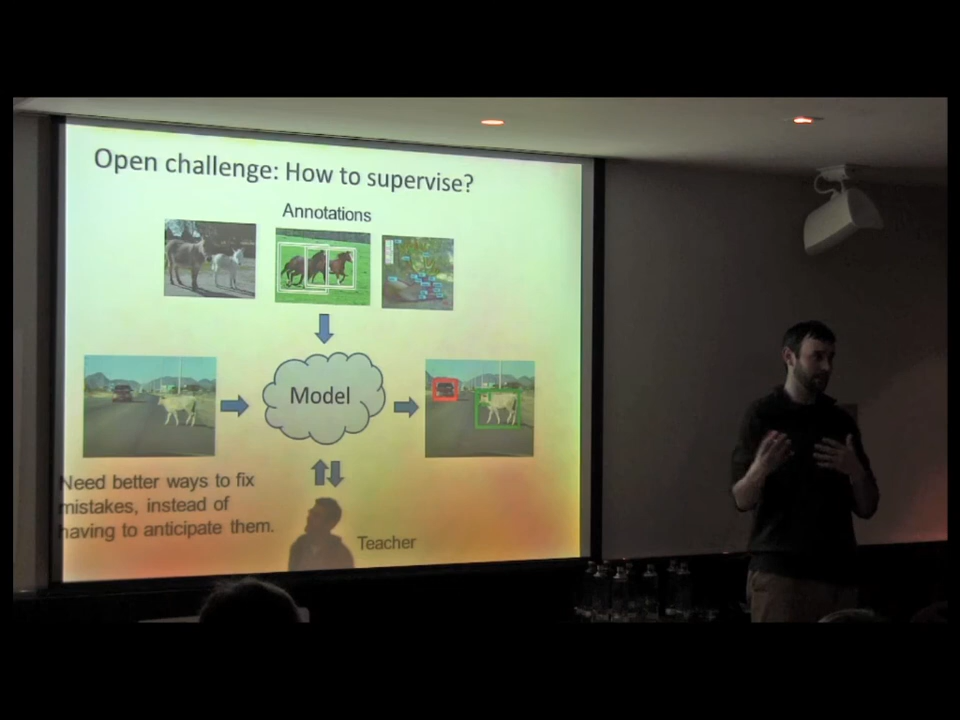 Open challenge: How to supervise?
Annotations
Model
Need better ways to fix
mistakes, instead of
having to anticipate them.
Teacher